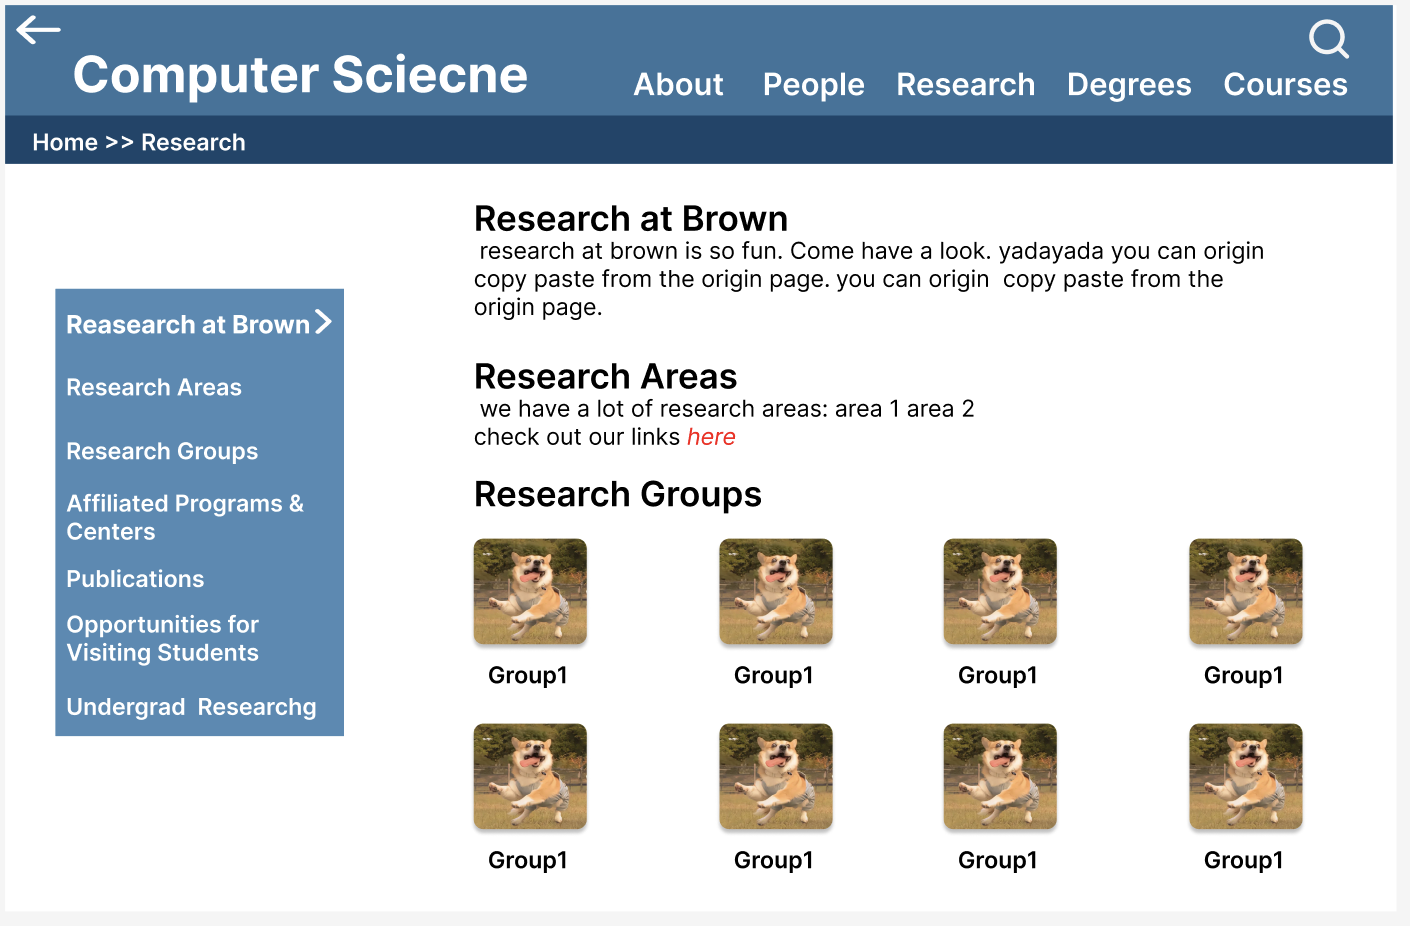 Computer Sciecne
About People Research Degrees Courses
Home >> Research
Reasearch at Brown
Research Areas
Research Groups
Affiliated Programs &
Centers
Publications
Opportunities for
Visiting Students
Undergrad  Researchg
Research at Brown
research at brown is so fun. Come have a look. yadayada you can origin
copy paste from the origin page. you can origin  copy paste from the
origin page.
Research Areas
we have a lot of research areas: area 1 area 2
check out our links here
Research Groups
Group1 Group1 Group1 Group1
Group1 Group1 Group1 Group1